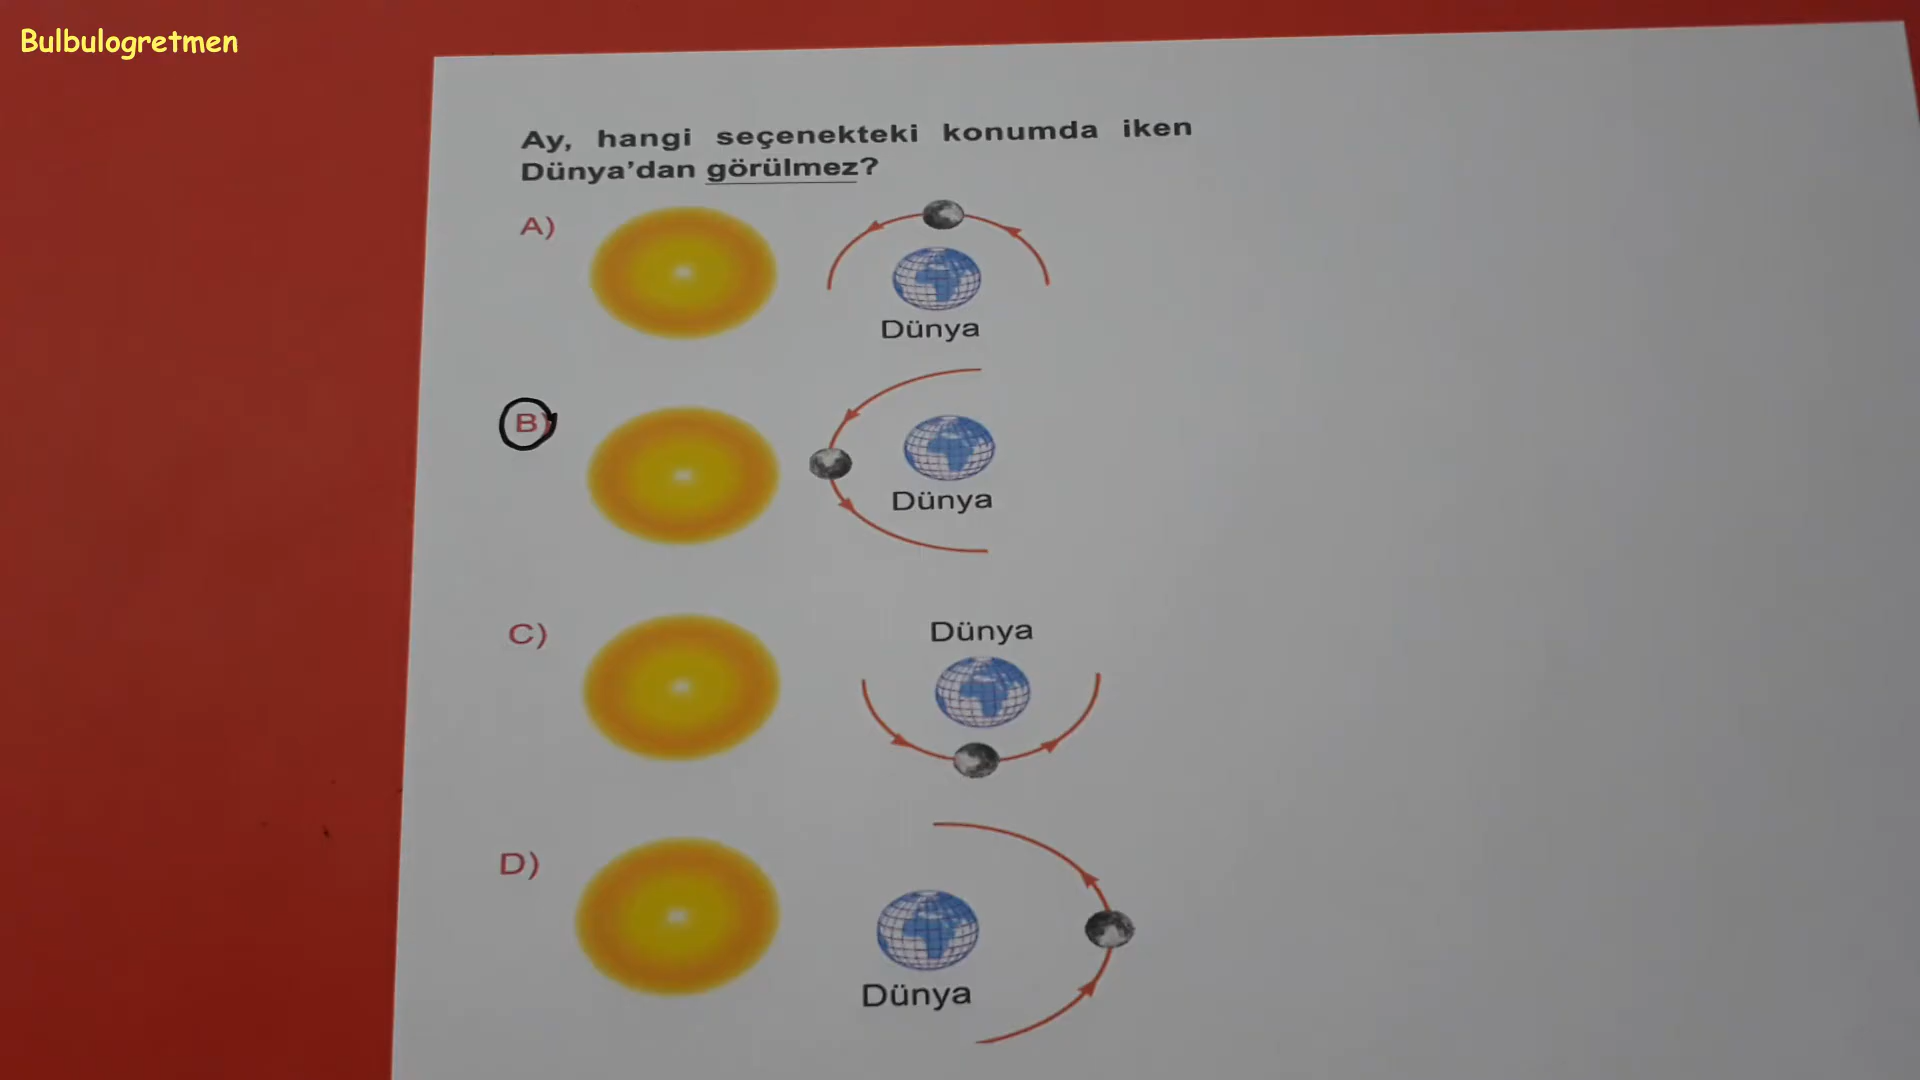 Bulbulogretmen
Ay, hangi seçenekteki konumda iken
Dünya'dan görülmez?
A)
Dünya
B)
Dünya
C)
Dünya
D)
Dünya